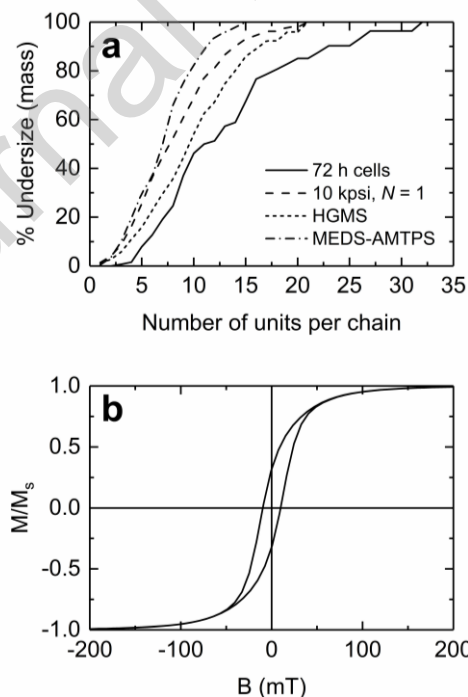 a
% Undersize (mass)
100
80
60
40
20
0
72 h cells
10 kpsi, N = 1
HGMS
MEDS-AMTPS
0 5 10 15 20 25 30 35
Number of units per chain
b
M/Ms
1.0
0.5
0.0
-0.5
-1.0
-200 -100 0 100 200
B (mT)